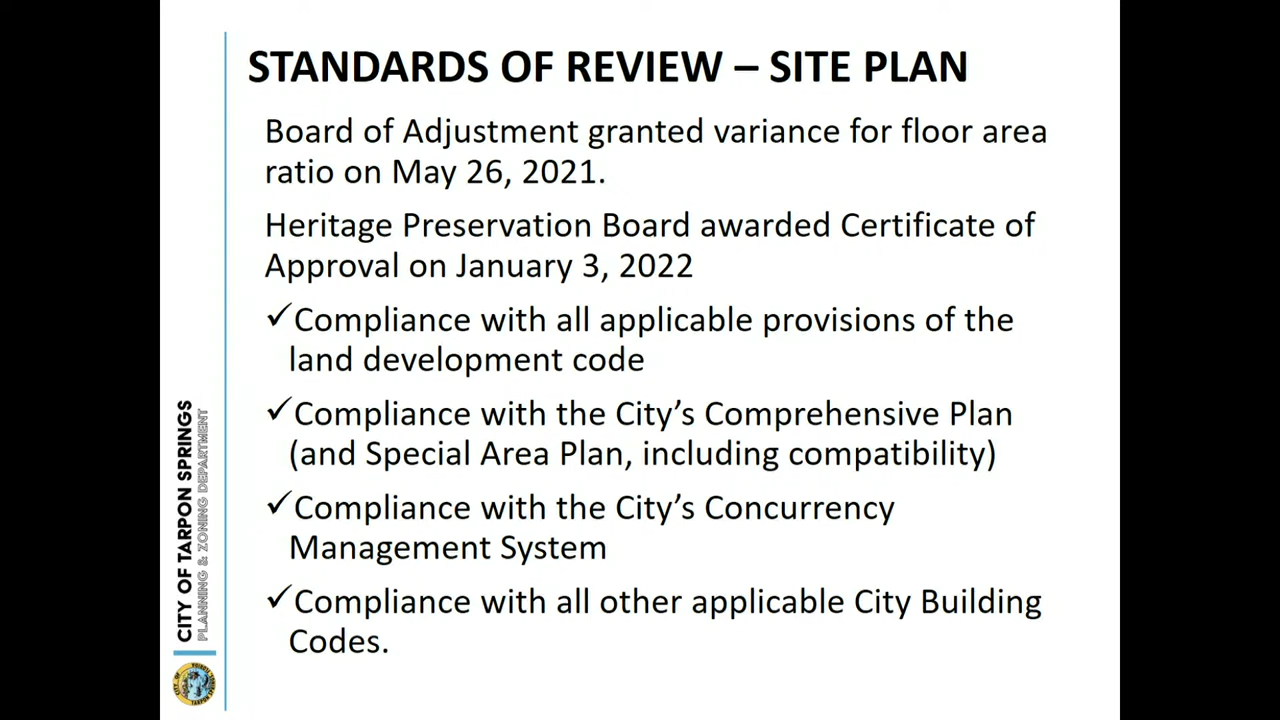 STANDARDS OF REVIEW – SITE PLAN
Board of Adjustment granted variance for floor area
ratio on May 26, 2021.
Heritage Preservation Board awarded Certificate of
Approval on January 3, 2022
✓Compliance with all applicable provisions of the
land development code
✓Compliance with the City’s Comprehensive Plan
(and Special Area Plan, including compatibility)
✓Compliance with the City’s Concurrency
Management System
✓Compliance with all other applicable City Building
Codes.
CITY OF TARPON SPRINGS
PLANNING & ZONING DEPARTMENT